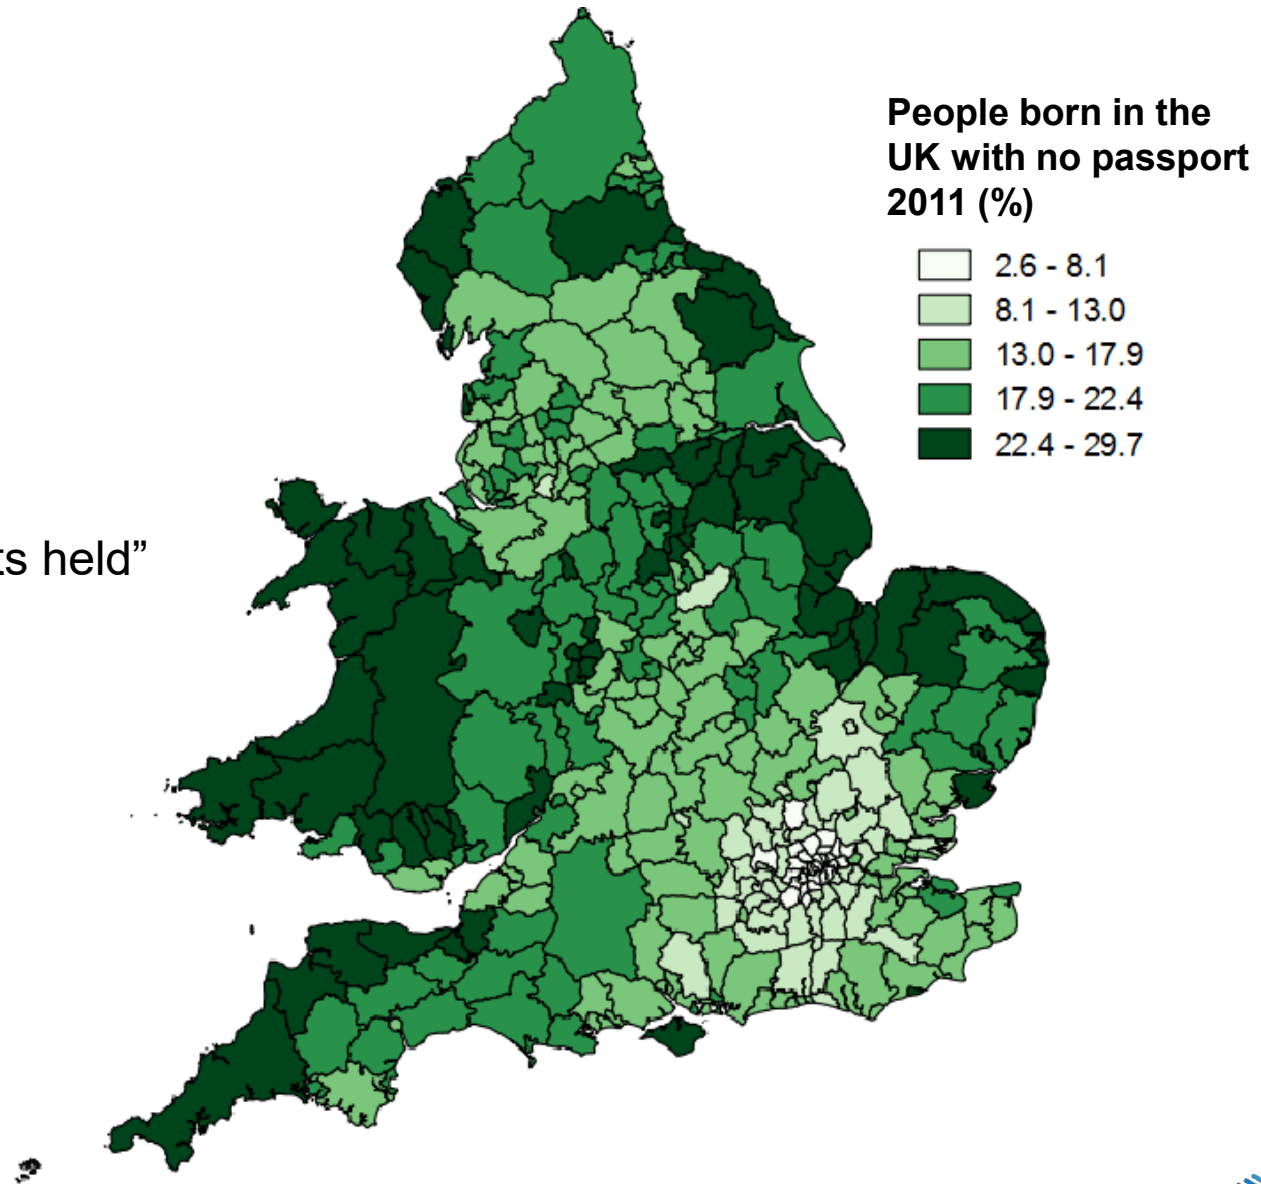 People born in the
UK with no passport
2011 (%)
2.6 - 8.1
8.1 - 13.0
13.0 - 17.9
17.9 - 22.4
22.4 - 29.7
held”